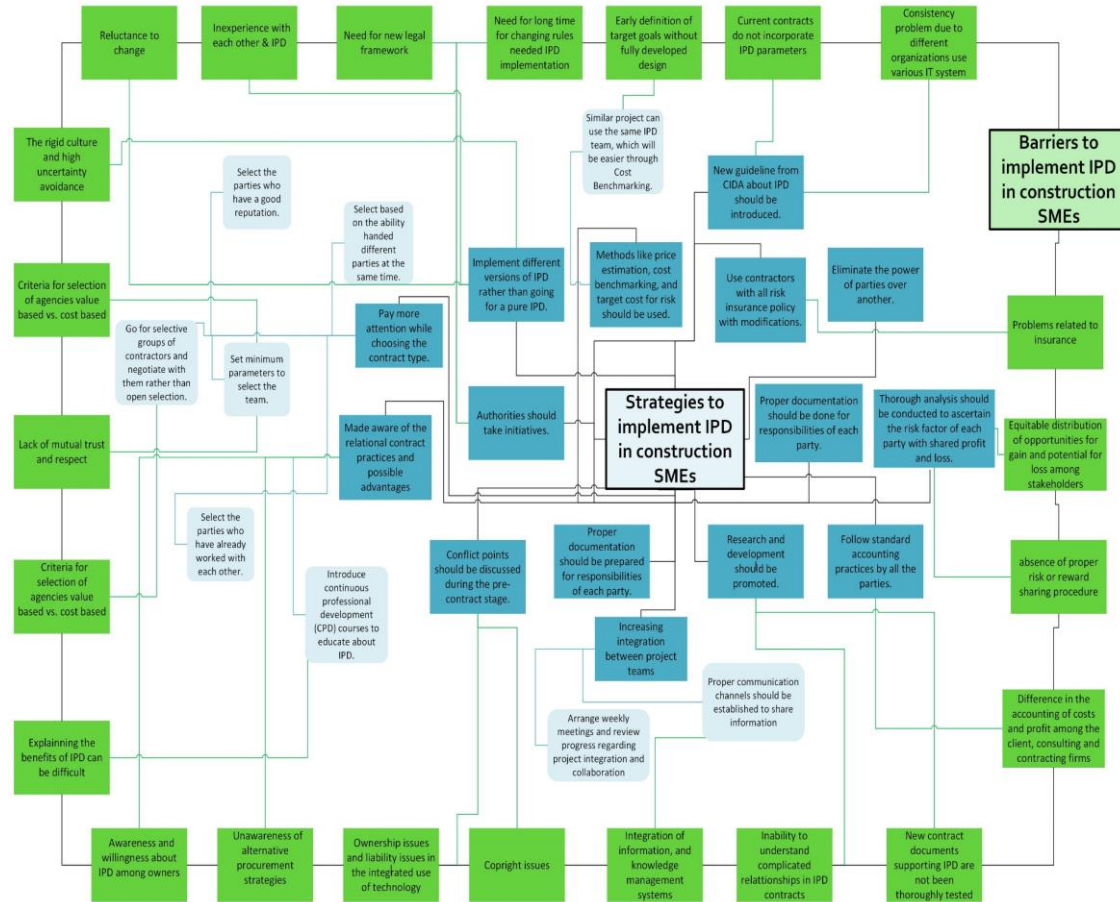 Reluctance to
change
Inexperience with
each other & IPD
Need for new legal
framework
Need for long time
for changing rules
needed IPD
implementation
Early definition of
target goals without
fully developed
design
Current contracts
do not incorporate
IPD parameters
Consistency
problem due to
different
organizations use
various IT system
Barriers to
implement IPD
in construction
SMEs
The rigid culture
and high
uncertainty
avoidance
Select the
parties who
have a good
reputation.
Select based
on the ability
handed
different
parties at the
same time.
Similar project
can use the
same IPD
team, which will
be easier through
Cost
Benchmarking.
New guideline
from CIDA about IPD
should be
introduced.
Criteria for
selection of
agencies value
based vs. cost
based
Implement different
versions of IPD
rather than going
for a pure IPD.
Methods like price
estimation, cost
benchmarking, and
target cost for risk
should be used.
Use contractors
with all risk
insurance policy
with modifications.
Eliminate the
power of parties
over another.
Problems related to
insurance
Go for selective
groups of
contractors and
negotiate with
them rather than
open selection.
Set minimum
parameters to
select the
team.
Pay more
attention while
choosing the
contract type.
Authorities should
take initiatives.
Strategies to
implement IPD
in construction
SMEs
Proper
documentation
should be done for
responsibilities of
each party.
Thorough analysis should
be conducted to ascertain
the risk factor of each
party with shared profit
and loss.
Equitable distribution
of opportunities for
gain and potential for
loss among
stakeholders
Lack of mutual trust
and respect
Made aware of the
relational contract
practices and
possible
advantages
Select the
parties who
have already
worked with
each other.
Conflict points
should be discussed
during the pre-
contract stage.
Proper
documentation
should be prepared
for responsibilities
of each party.
Research and
development
should be
promoted.
Follow standard
accounting
practices by all the
parties.
absence of proper
risk or reward
sharing procedure
Criteria for
selection of
agencies value
based vs. cost
based
Introduce
continuous
professional
development
(CPD) courses to
educate about
IPD.
Increasing
integration
between project
teams
Arrange weekly
meetings and review
progress regarding
project integration and
collaboration
Proper communication
channels should be
established to share
information
Difference in the
accounting of costs
and profit among the
client, consulting and
contracting firms
Explainning the
benefits of IPD can
be difficult
Awareness and
willingness about
IPD among owners
Unawareness of
alternative
procurement
strategies
Ownership issues
and liability issues in
the integrated use of
technology
Copright issues
Integration of
information, and
knowledge
management
systems
Inability to
understand
complicated
relattionships in IPD
contracts
New contract
documents
supporting IPD are
not been
thoroughly tested